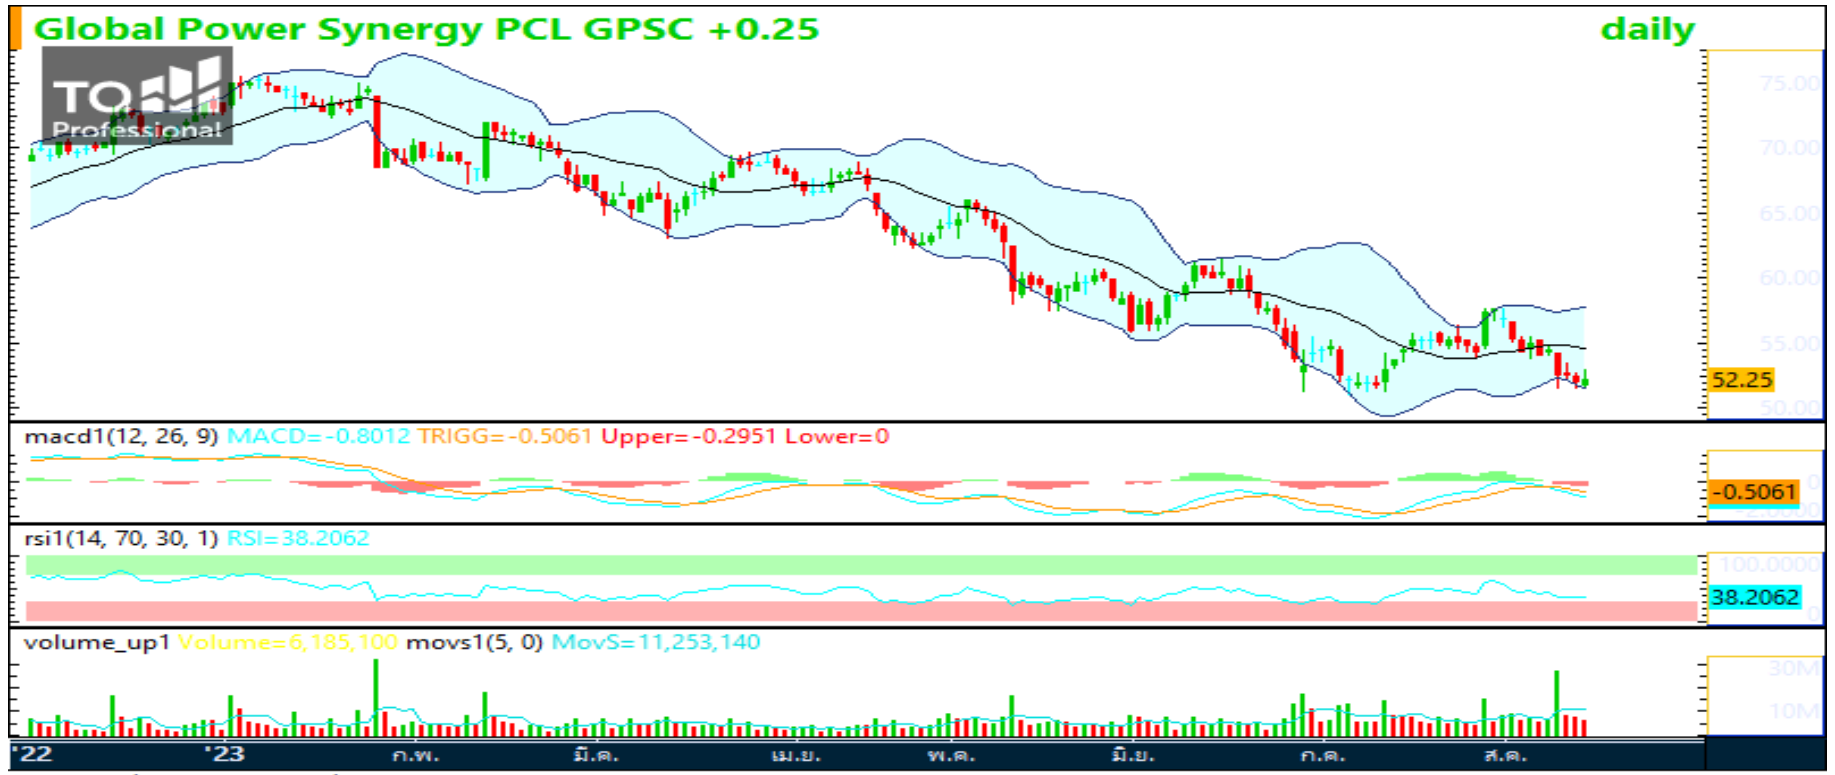 Global Power Synergy PCL GPSC +0.25 daily
TQ
Professional
75.00
70.00
65.00
60.00
55.00
52.25
50.00
macd1(12, 26, 9) MACD=-0.8012 TRIGG=-0.5061 Upper=-0.2951 Lower=0
0
-0.5061
rsi1(14, 70, 30, 1) RSI=38.2062
100.0000
38.2062
0
volume_up1 Volume=6,185,100 movs1(5, 0) MovS=11,253,140
30M
10M
'22 '23 ก.พ. มี.ค. เม.ย. พ.ค. มิ.ย. ก.ค. ส.ค.